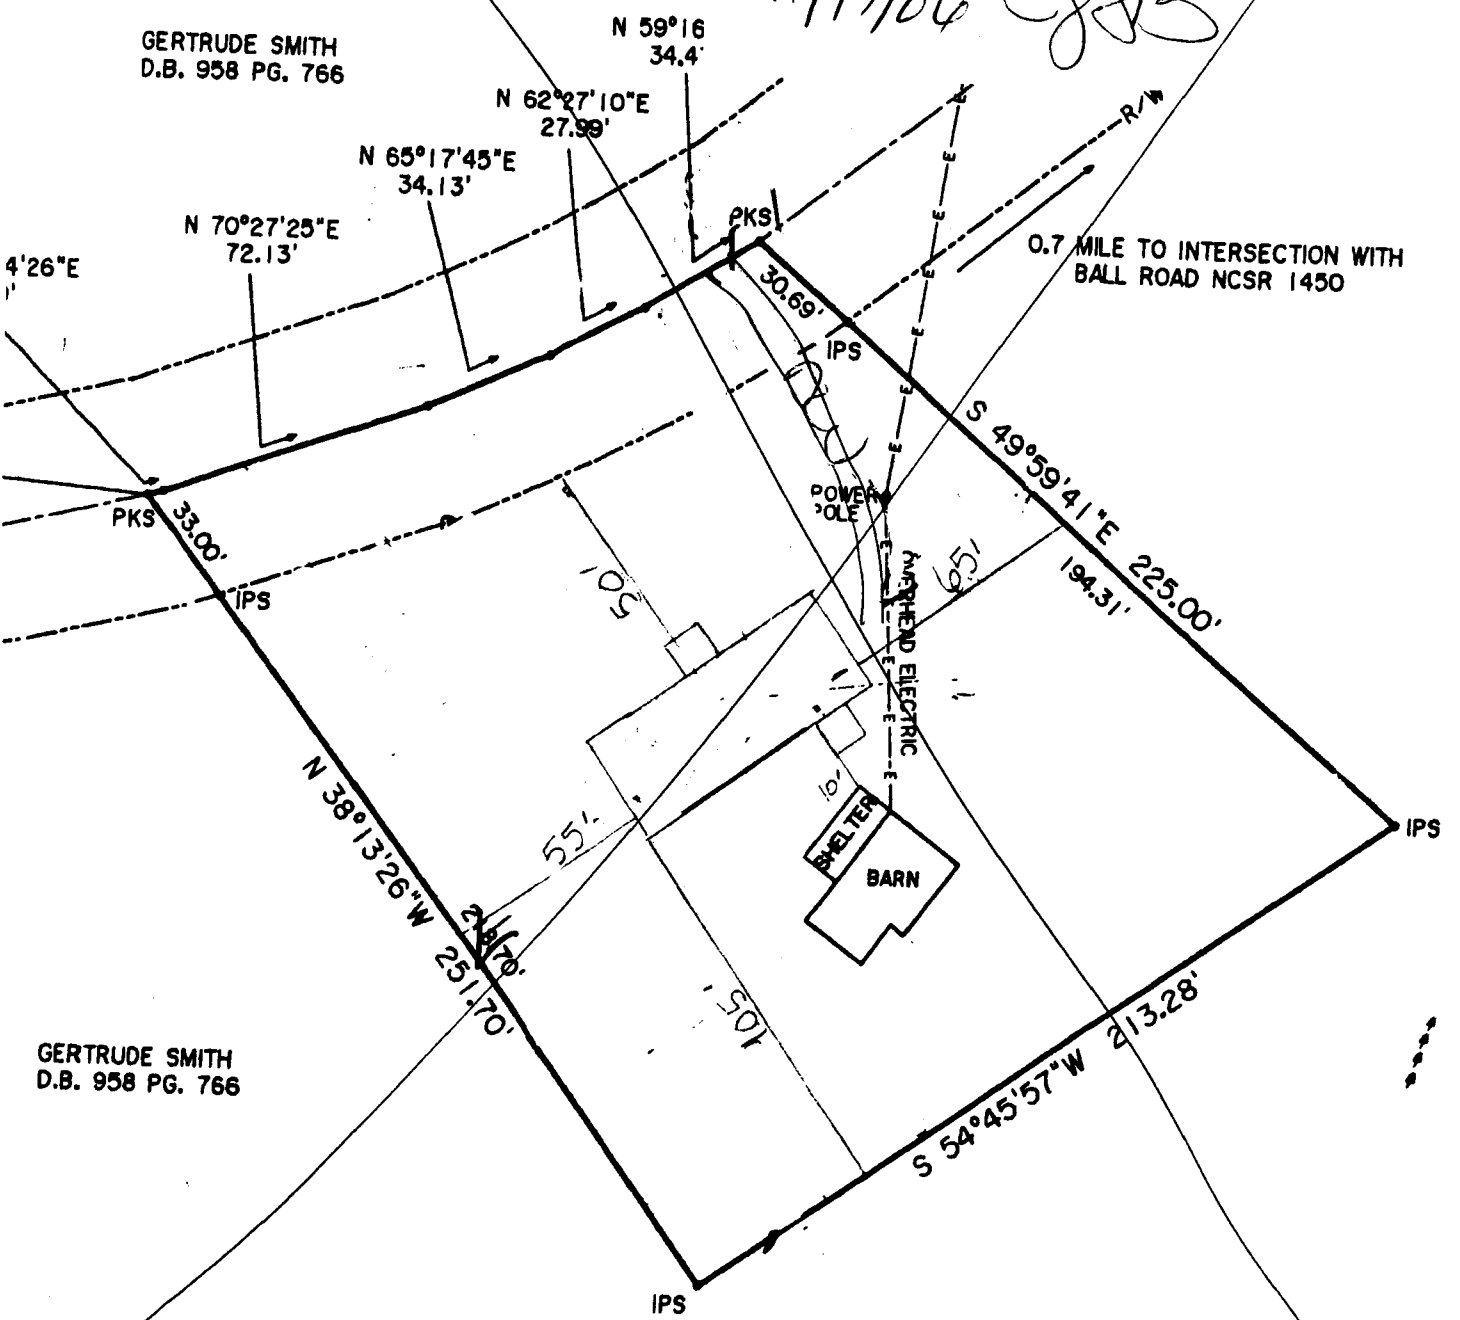 GERTRUDE SMITH
D.B. 958 PG. 766
N 59°16
34.4'
N 62°27'10"E
27.99'
N 65°17'45"E
34.13'
N 70°27'25"E
72.13'
4'26"E
PKS
R/W
0.7 MILE TO INTERSECTION WITH
BALL ROAD NCSR 1450
30.69'
IPS
PKS
33.00'
IPS
S 49°59'41"E 225.00'
194.31'
POWER
POLE
OVERHEAD ELECTRIC
E
E
E
E
E
E
E
E
E
E
E
50'
65'
10'
55'
105'
SHELTER
BARN
IPS
N 38°13'26"W 251.70'
218.70'
S 54°45'57"W 213.28'
GERTRUDE SMITH
D.B. 958 PG. 766
IPS